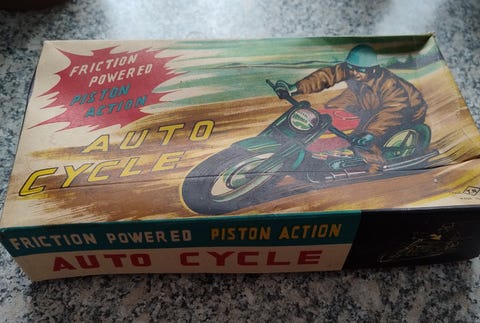 FRICTION
POWERED
PISTON
ACTION
AUTO
CYCLE
FRICTION POWERED PISTON ACTION
AUTO CYCLE